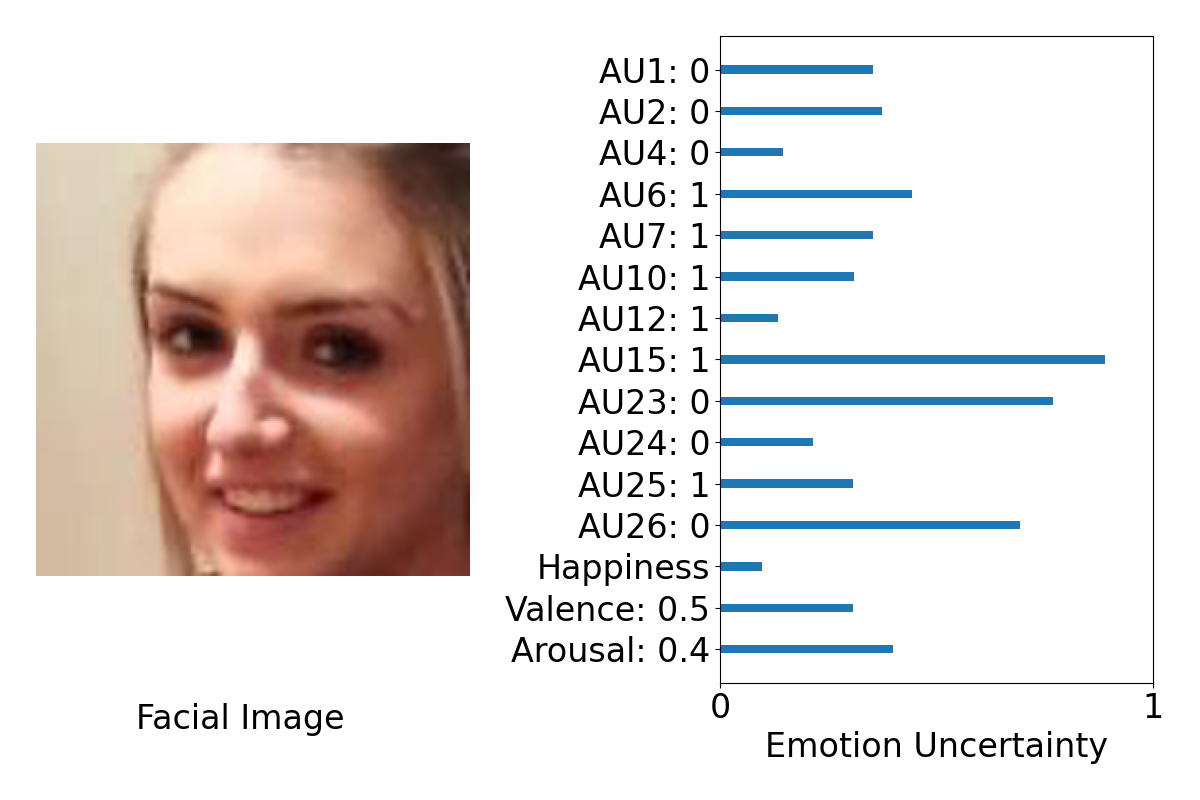 AU1: 0
AU2: 0
AU4: 0
AU6: 1
AU7: 1
AU10: 1
AU12: 1
AU15: 1
AU23: 0
AU24: 0
AU25: 1
AU26: 0
Happiness
Valence: 0.5
Arousal: 0.4
0 1
Facial Image
Emotion Uncertainty